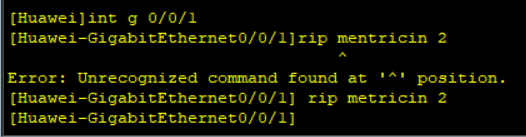 [Huawei]int g 0/0/1
[Huawei-GigabitEthernet0/0/1]rip mentricin 2
^
Error: Unrecognized command found at '^' position.
[Huawei-GigabitEthernet0/0/1] rip metricin 2
[Huawei-GigabitEthernet0/0/1]